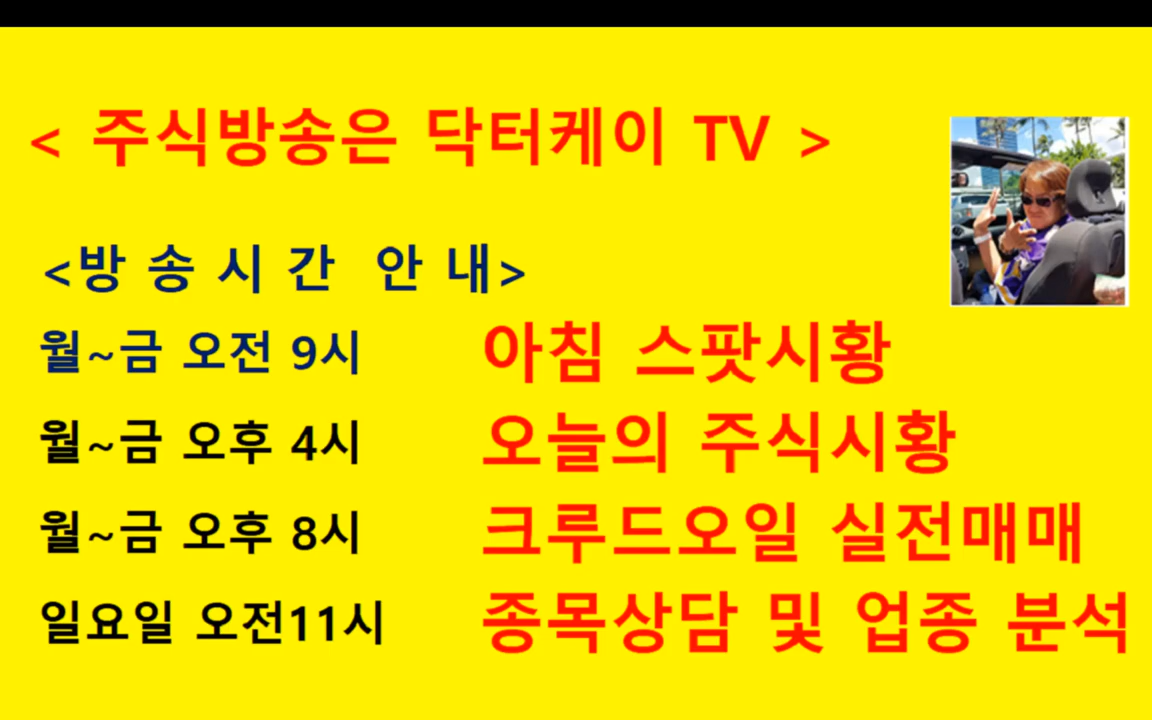 < 주식방송은 닥터케이 TV >
<방 송 시 간 안 내>
월~금 오전 9시 아침 스팟시황
월~금 오후 4시 오늘의 주식시황
월~금 오후 8시 크루드오일 실전매매
일요일 오전11시 종목상담 및 업종 분석